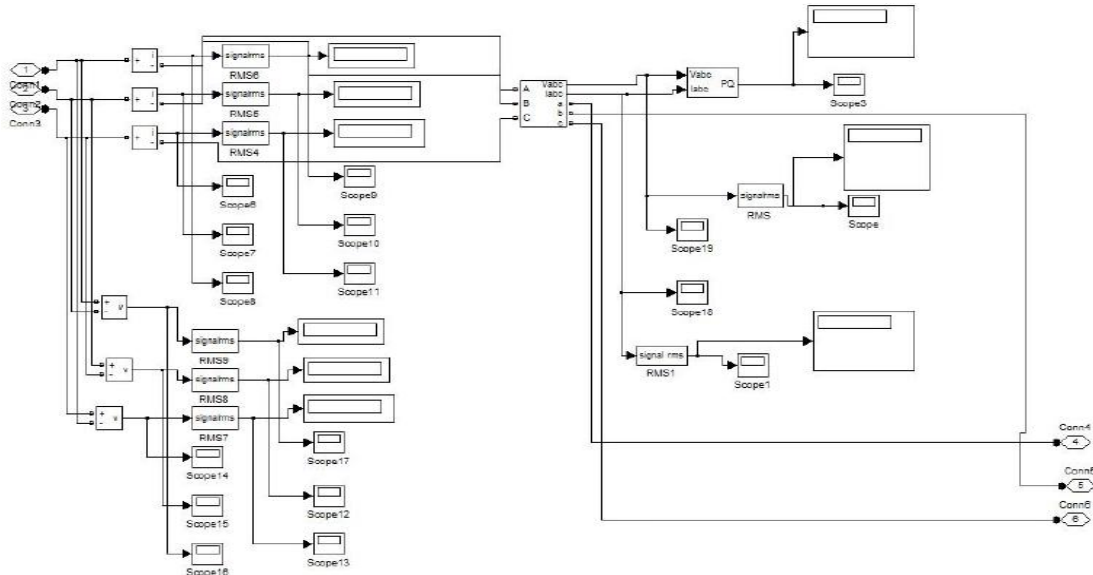 1
Conn1
2
Conn2
3
Conn3
+
-
i
+
-
i
+
-
i
signalrms
RMS6
signalrms
RMS5
signalrms
RMS4
A
B
C
Vabc
Iabc
a
b
c
Vabc
Iabc
PQ
Scope3
signalrms
RMS
Scope
Scope9
Scope6
Scope10
Scope7
Scope11
Scope8
Scope19
Scope18
signal rms
RMS1
Scope1
+
-
v
+
-
v
+
-
v
signalrms
RMS9
signalrms
RMS8
signalrms
RMS7
Scope17
Scope14
Scope12
Scope15
Scope13
Scope16
Conn4
4
Conn5
5
Conn6
6